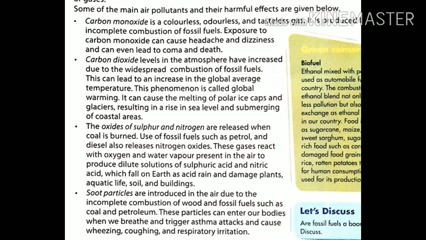 of gases.
Some of the main air pollutants and their harmful effects are given below.
• Carbon monoxide is a colourless, odourless, and tasteless gas. It is produced
incomplete combustion of fossil fuels. Exposure to
carbon monoxide can cause headache and dizziness
and can even lead to coma and death.
• Carbon dioxide levels in the atmosphere have increased
due to the widespread combustion of fossil fuels.
This can lead to an increase in the global average
temperature. This phenomenon is called global
warming. It can cause the melting of polar ice caps and
glaciers, resulting in a rise in sea level and submerging
of coastal areas.
• The oxides of sulphur and nitrogen are released when
coal is burned. Use of fossil fuels such as petrol, and
diesel also releases nitrogen oxides. These gases react
with oxygen and water vapour present in the air to
produce dilute solutions of sulphuric acid and nitric
acid, which fall on Earth as acid rain and damage plants,
aquatic life, soil, and buildings.
• Soot particles are introduced in the air due to the
incomplete combustion of wood and fossil fuels such as
coal and petroleum. These particles can enter our bodies
when we breathe and trigger asthma attacks and cause
wheezing, coughing, and respiratory irritation.
KINEMASTER
Biofuel
Ethanol mixed with
used as automobile
country. The combust
ethanol blend not onl
less pollution but also
exchange as ethanol
in our country. Food
as sugarcane, maize,
sweet sorghum, suga
rich food such as cor
damaged food grains
rice, rotten potatoes
for human consumpt
used for its productio
Let's Discuss
Are fossil fuels a boo
Discuss.